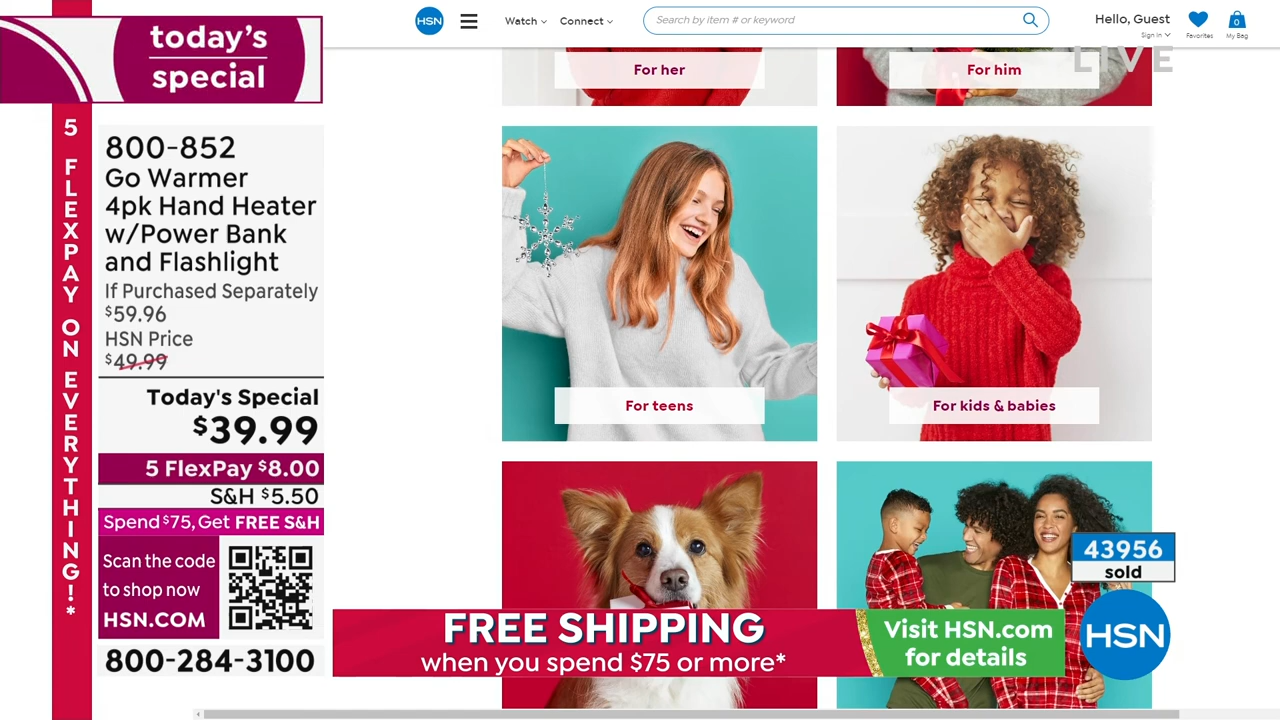 today's
special
5 FLEXPAY ON EVERYTHING!*
800-852
Go Warmer
4pk Hand Heater
w/Power Bank
and Flashlight
If Purchased Separately
$59.96
HSN Price
$49.99
Today's Special
$39.99
5 FlexPay $8.00
S&H $5.50
Spend $75, Get FREE S&H
Scan the code
to shop now
HSN.COM
800-284-3100
HSN
Watch
Connect
Search by item # or keyword
Hello, Guest
Sign in
Favorites
0
My Bag
LIVE
For her
For him
For teens
For kids & babies
43956
sold
FREE SHIPPING
when you spend $75 or more*
Visit HSN.com
for details
HSN